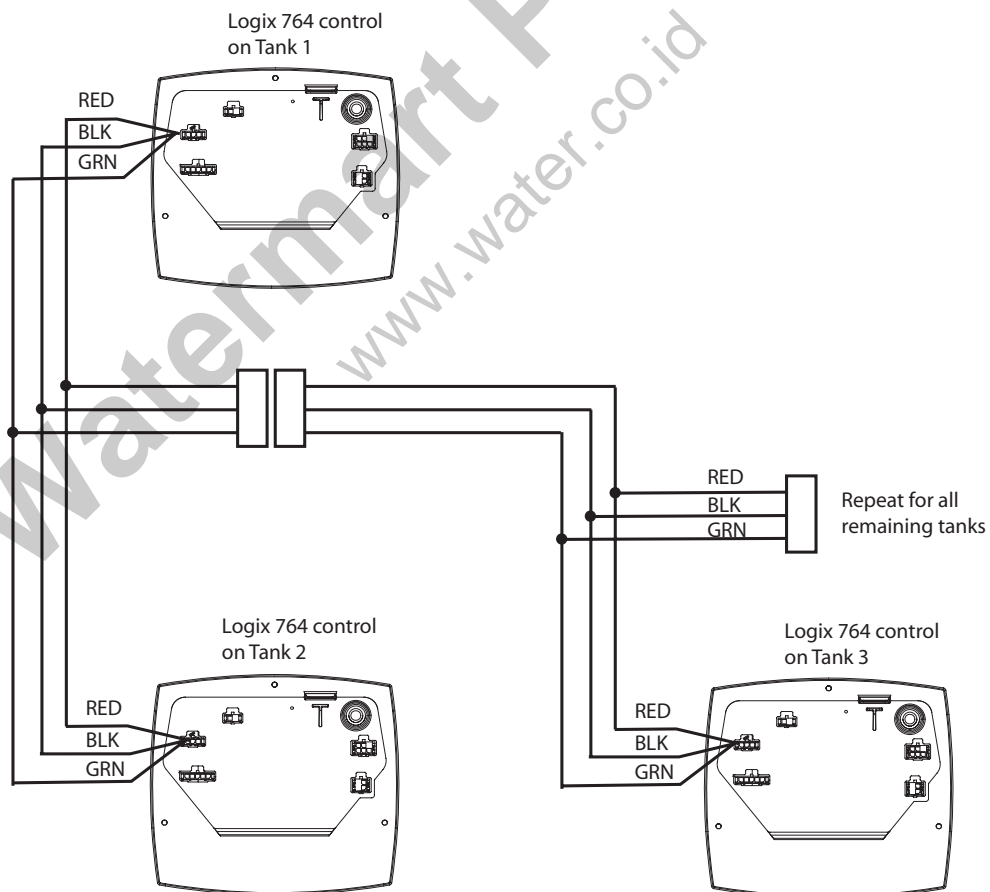 Logix 764 control
on Tank 1
RED
BLK
GRN
Watermart P
www.water.co.id
RED
BLK
GRN
Repeat for all
remaining tanks
Logix 764 control
on Tank 2
RED
BLK
GRN
Logix 764 control
on Tank 3
RED
BLK
GRN